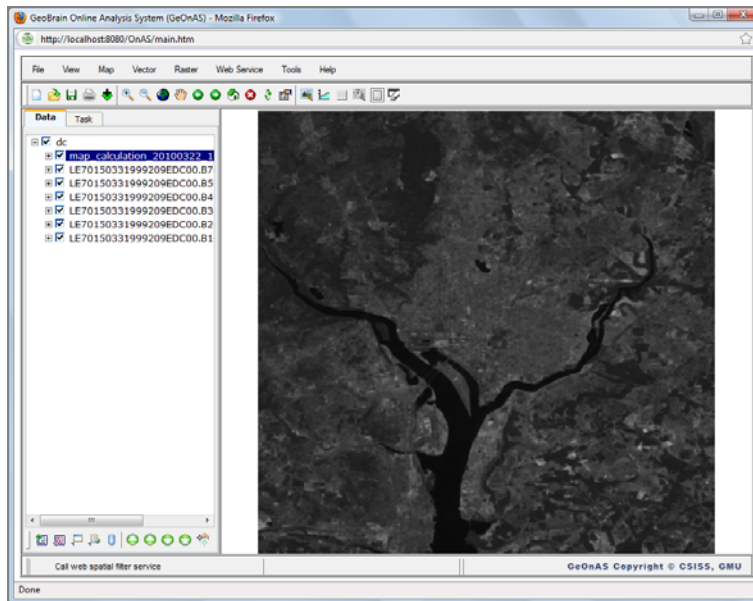 GeoBrain Online Analysis System (GeOnAS) - Mozilla Firefox
http://localhost:8080/OnAS/main.htm
File View Map Vector Raster Web Service Tools Help
Data Task
dc
map_calculation_20100322_1
LE70150331999209EDC00.B7
LE70150331999209EDC00.B5
LE70150331999209EDC00.B4
LE70150331999209EDC00.B3
LE70150331999209EDC00.B2
LE70150331999209EDC00.B1
Call web spatial filter service
GeOnAS Copyright © CSISS, GMU
Done